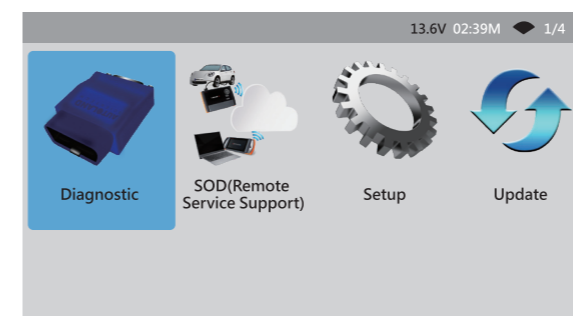 13.6V 02:39M 1/4
Diagnostic
SOD(Remote
Service Support)
Setup
Update